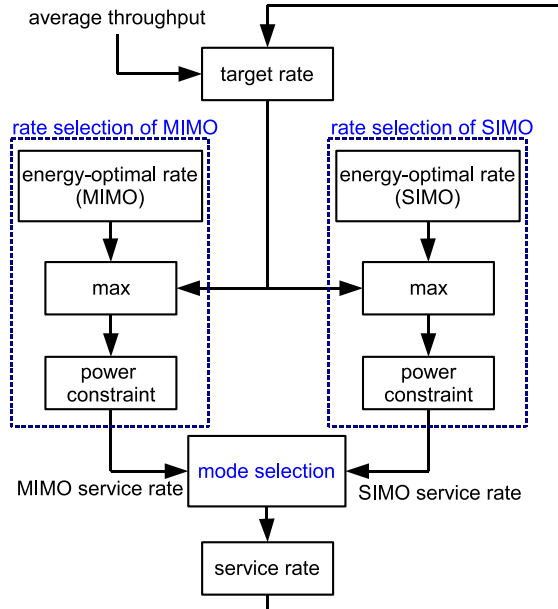 average throughput
target rate
rate selection of MIMO
rate selection of SIMO
energy-optimal rate
(MIMO)
energy-optimal rate
(SIMO)
max
max
power
constraint
power
constraint
mode selection
MIMO service rate
SIMO service rate
service rate